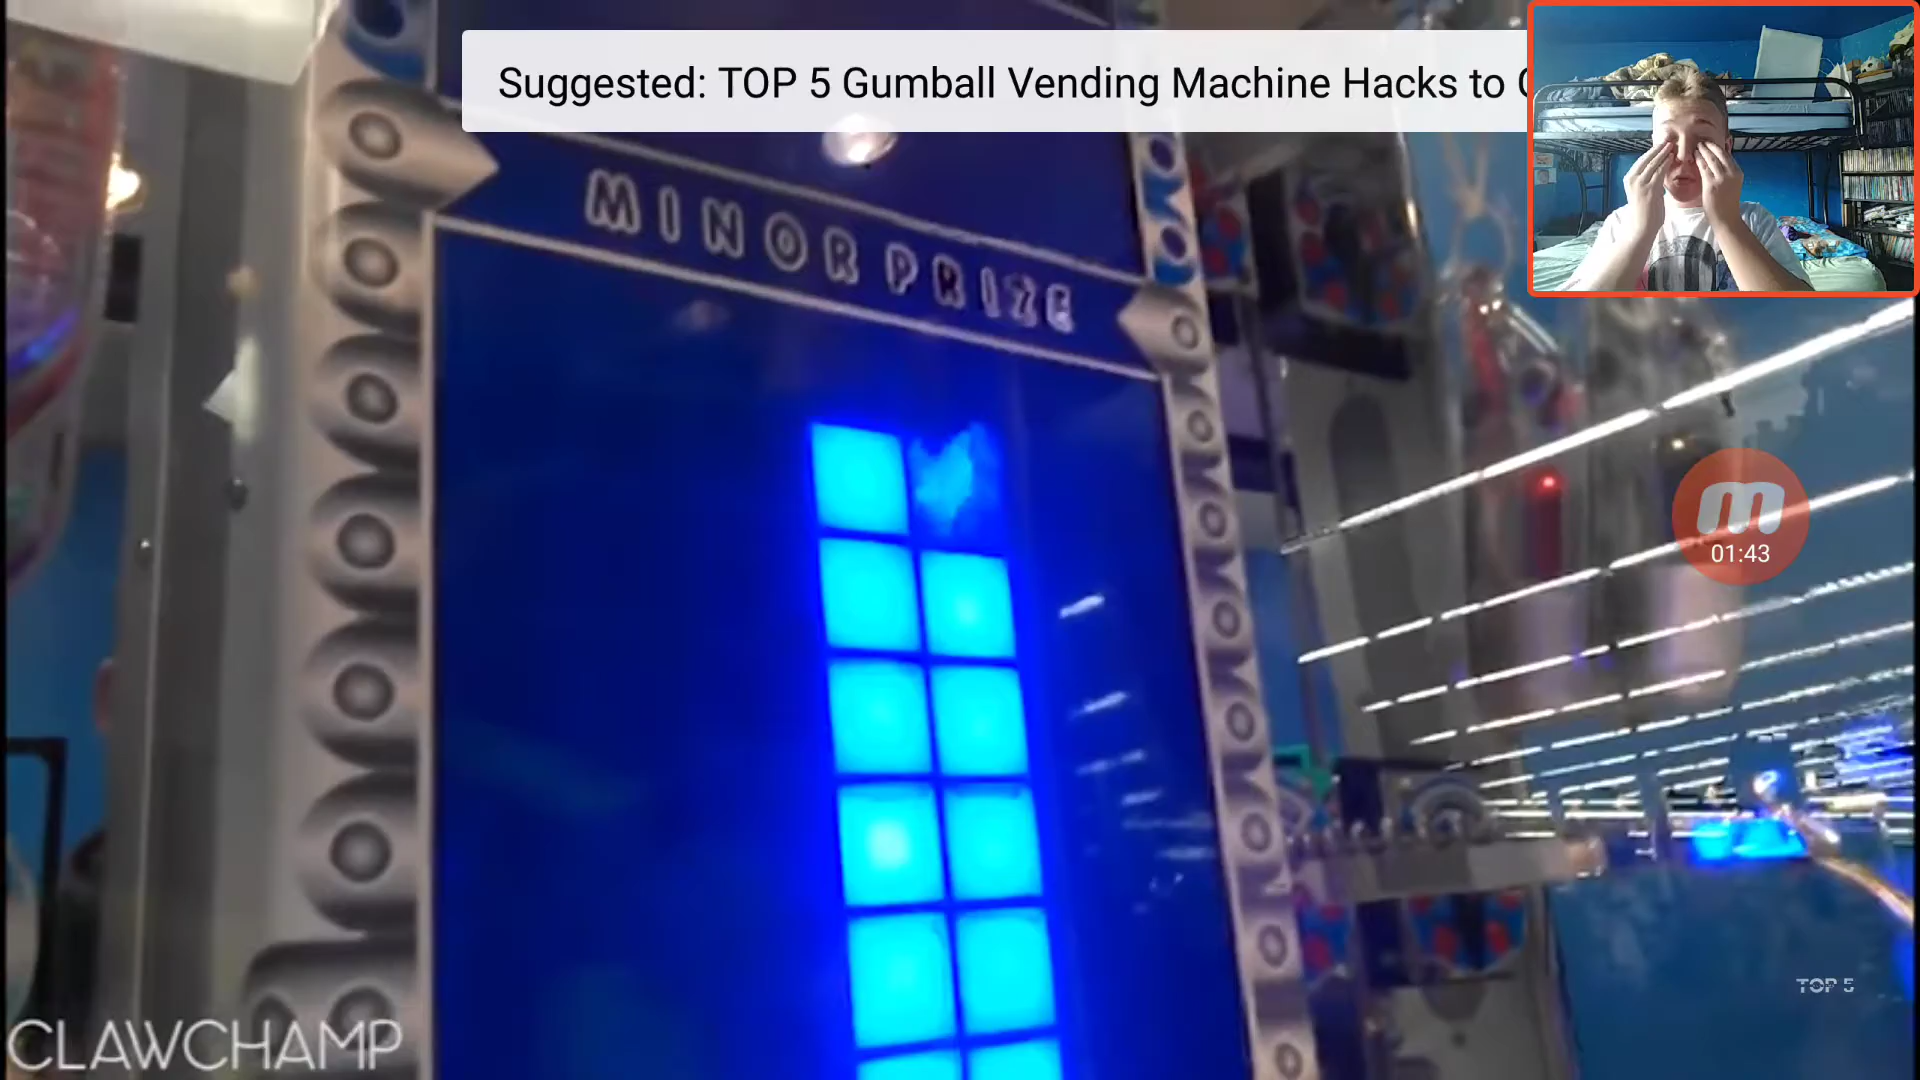 Suggested: TOP 5 Gumball Vending Machine Hacks to
MINOR PRIZE
01:43
TOP 5
CLAWCHAMP